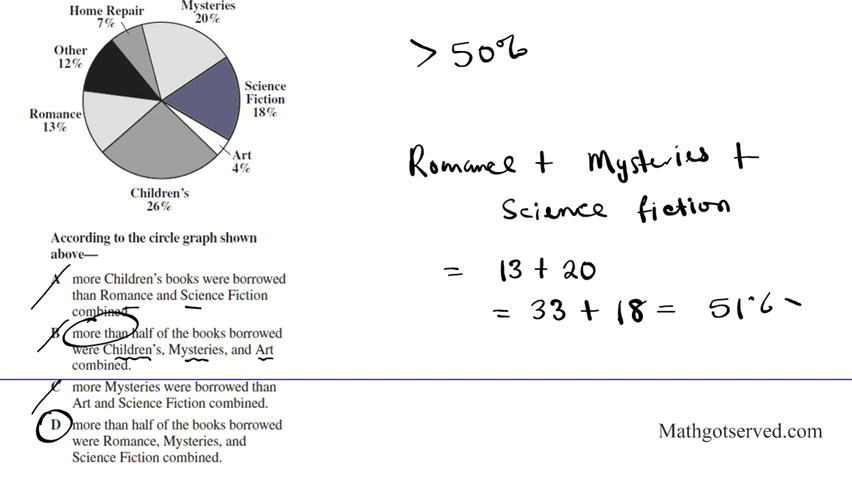 Home Repair
7%
Mysteries
20%
Other
12%
Science
Fiction
18%
Romance
13%
Art
4%
Children's
26%
According to the circle graph shown
above—
A more Children's books were borrowed
than Romance and Science Fiction
combined.
B more than half of the books borrowed
were Children's, Mysteries, and Art
combined.
C more Mysteries were borrowed than
Art and Science Fiction combined.
D more than half of the books borrowed
were Romance, Mysteries, and
Science Fiction combined.
> 50%
Romance + Mysteries +
Science fiction
= 13 + 20
= 33 + 18 = 51%
Mathgotserved.com